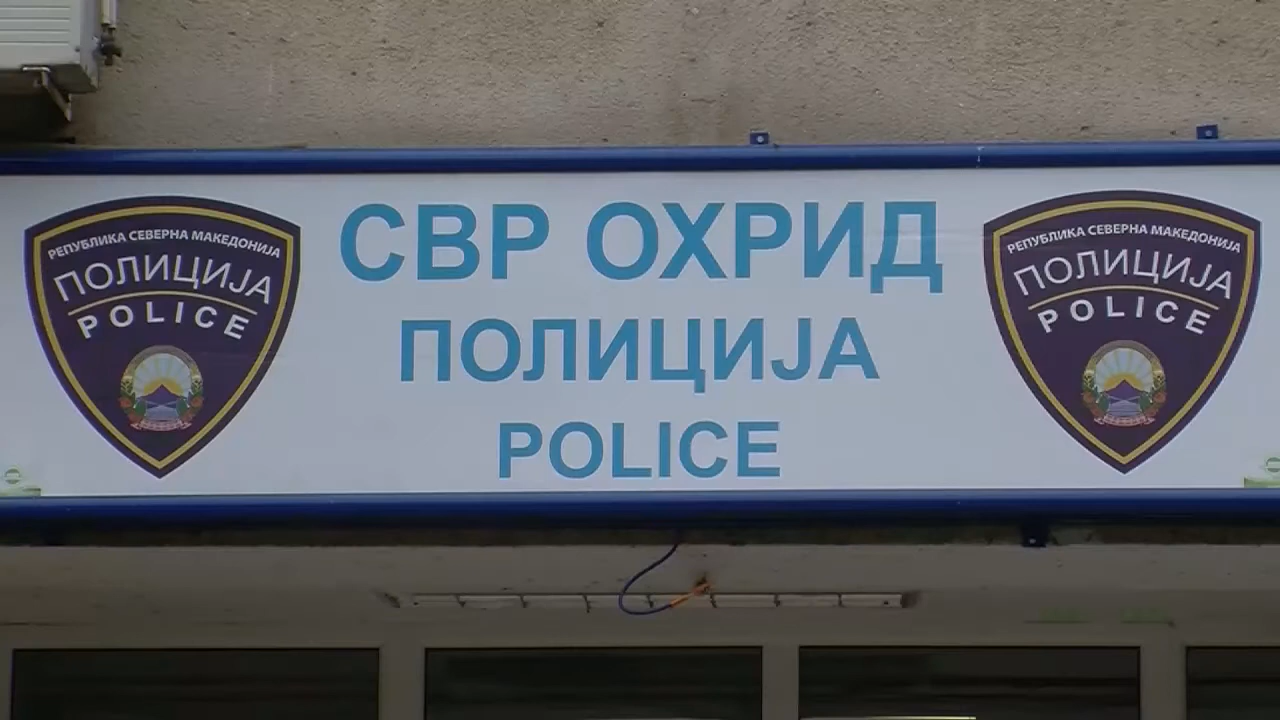 РЕПУБЛИКА СЕВЕРНА МАКЕДОНИЈА
ПОЛИЦИЈА
POLICE
СВР ОХРИД
ПОЛИЦИЈА
POLICE
РЕПУБЛИКА СЕВЕРНА МАКЕДОНИЈА
ПОЛИЦИЈА
POLICE